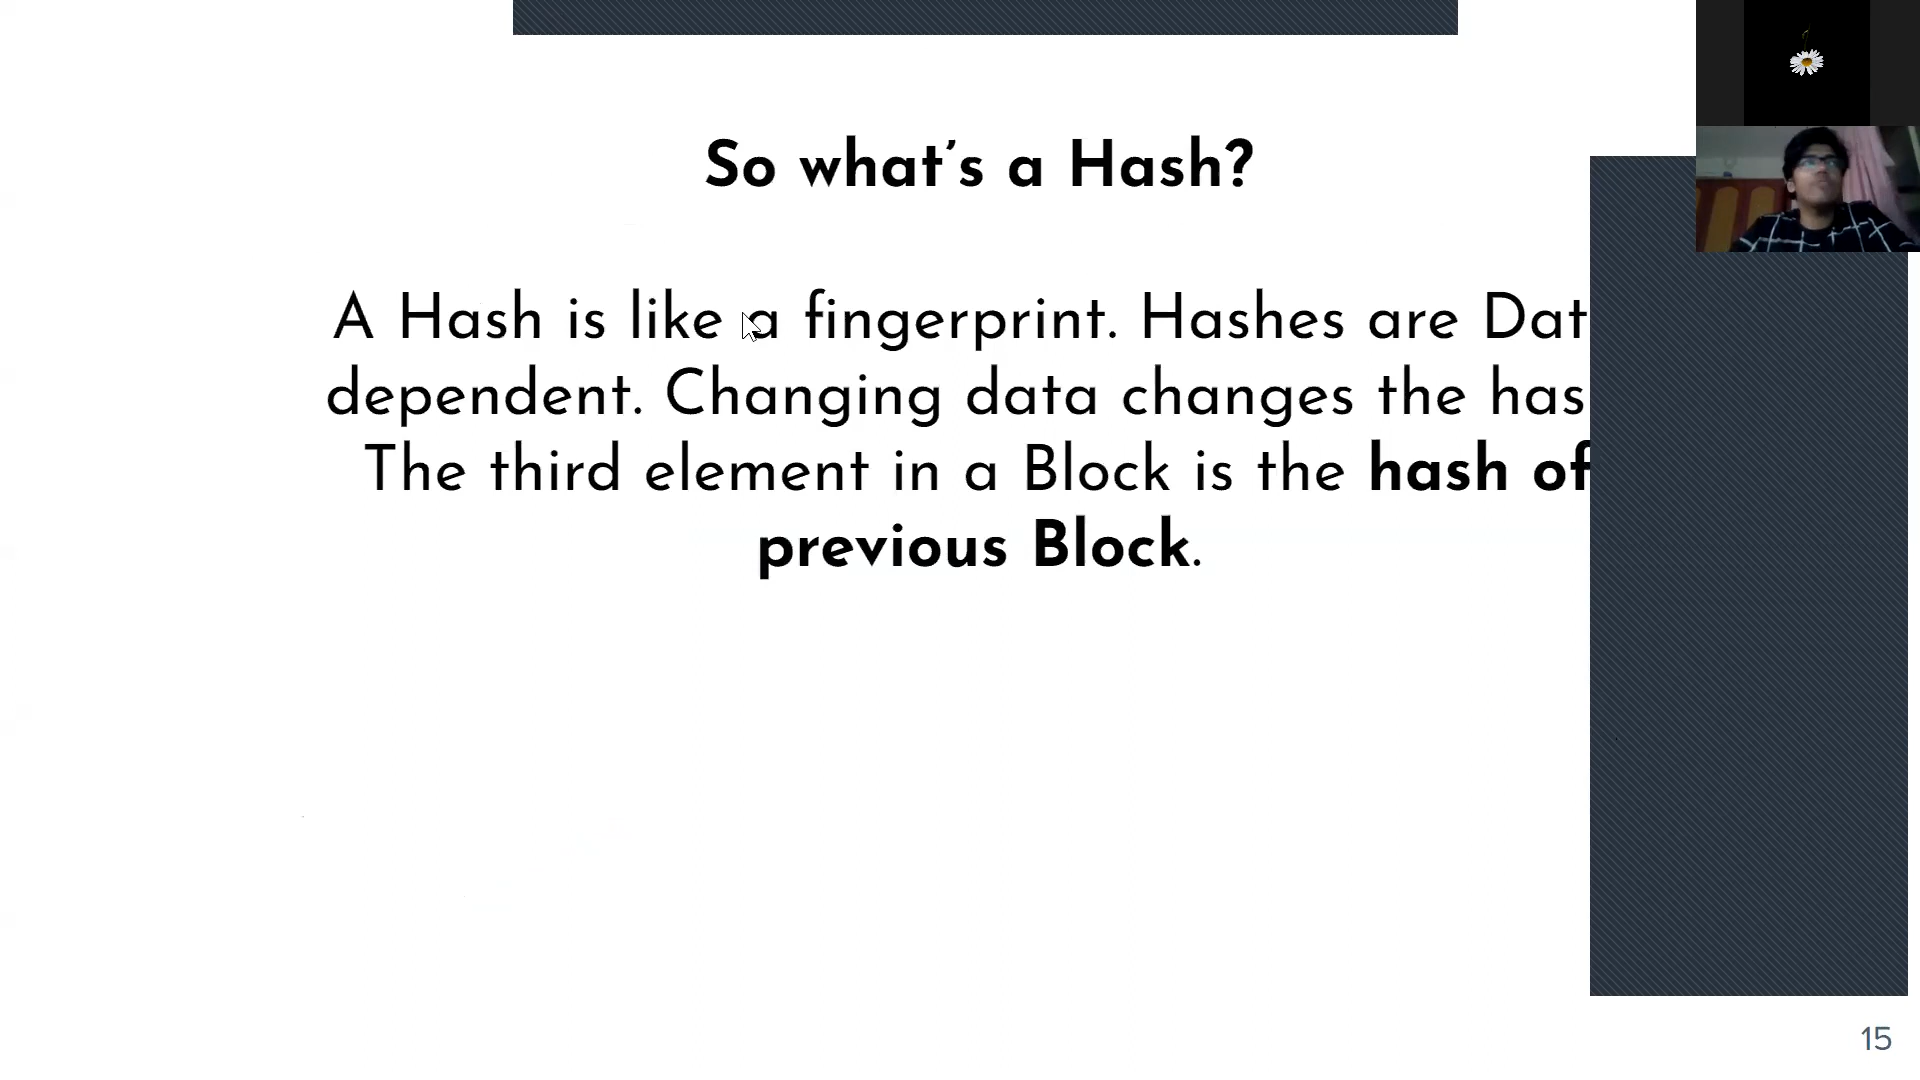 So what's a Hash?
A Hash is like a fingerprint. Hashes are Dat
dependent. Changing data changes the has
The third element in a Block is the hash of
previous Block.
15